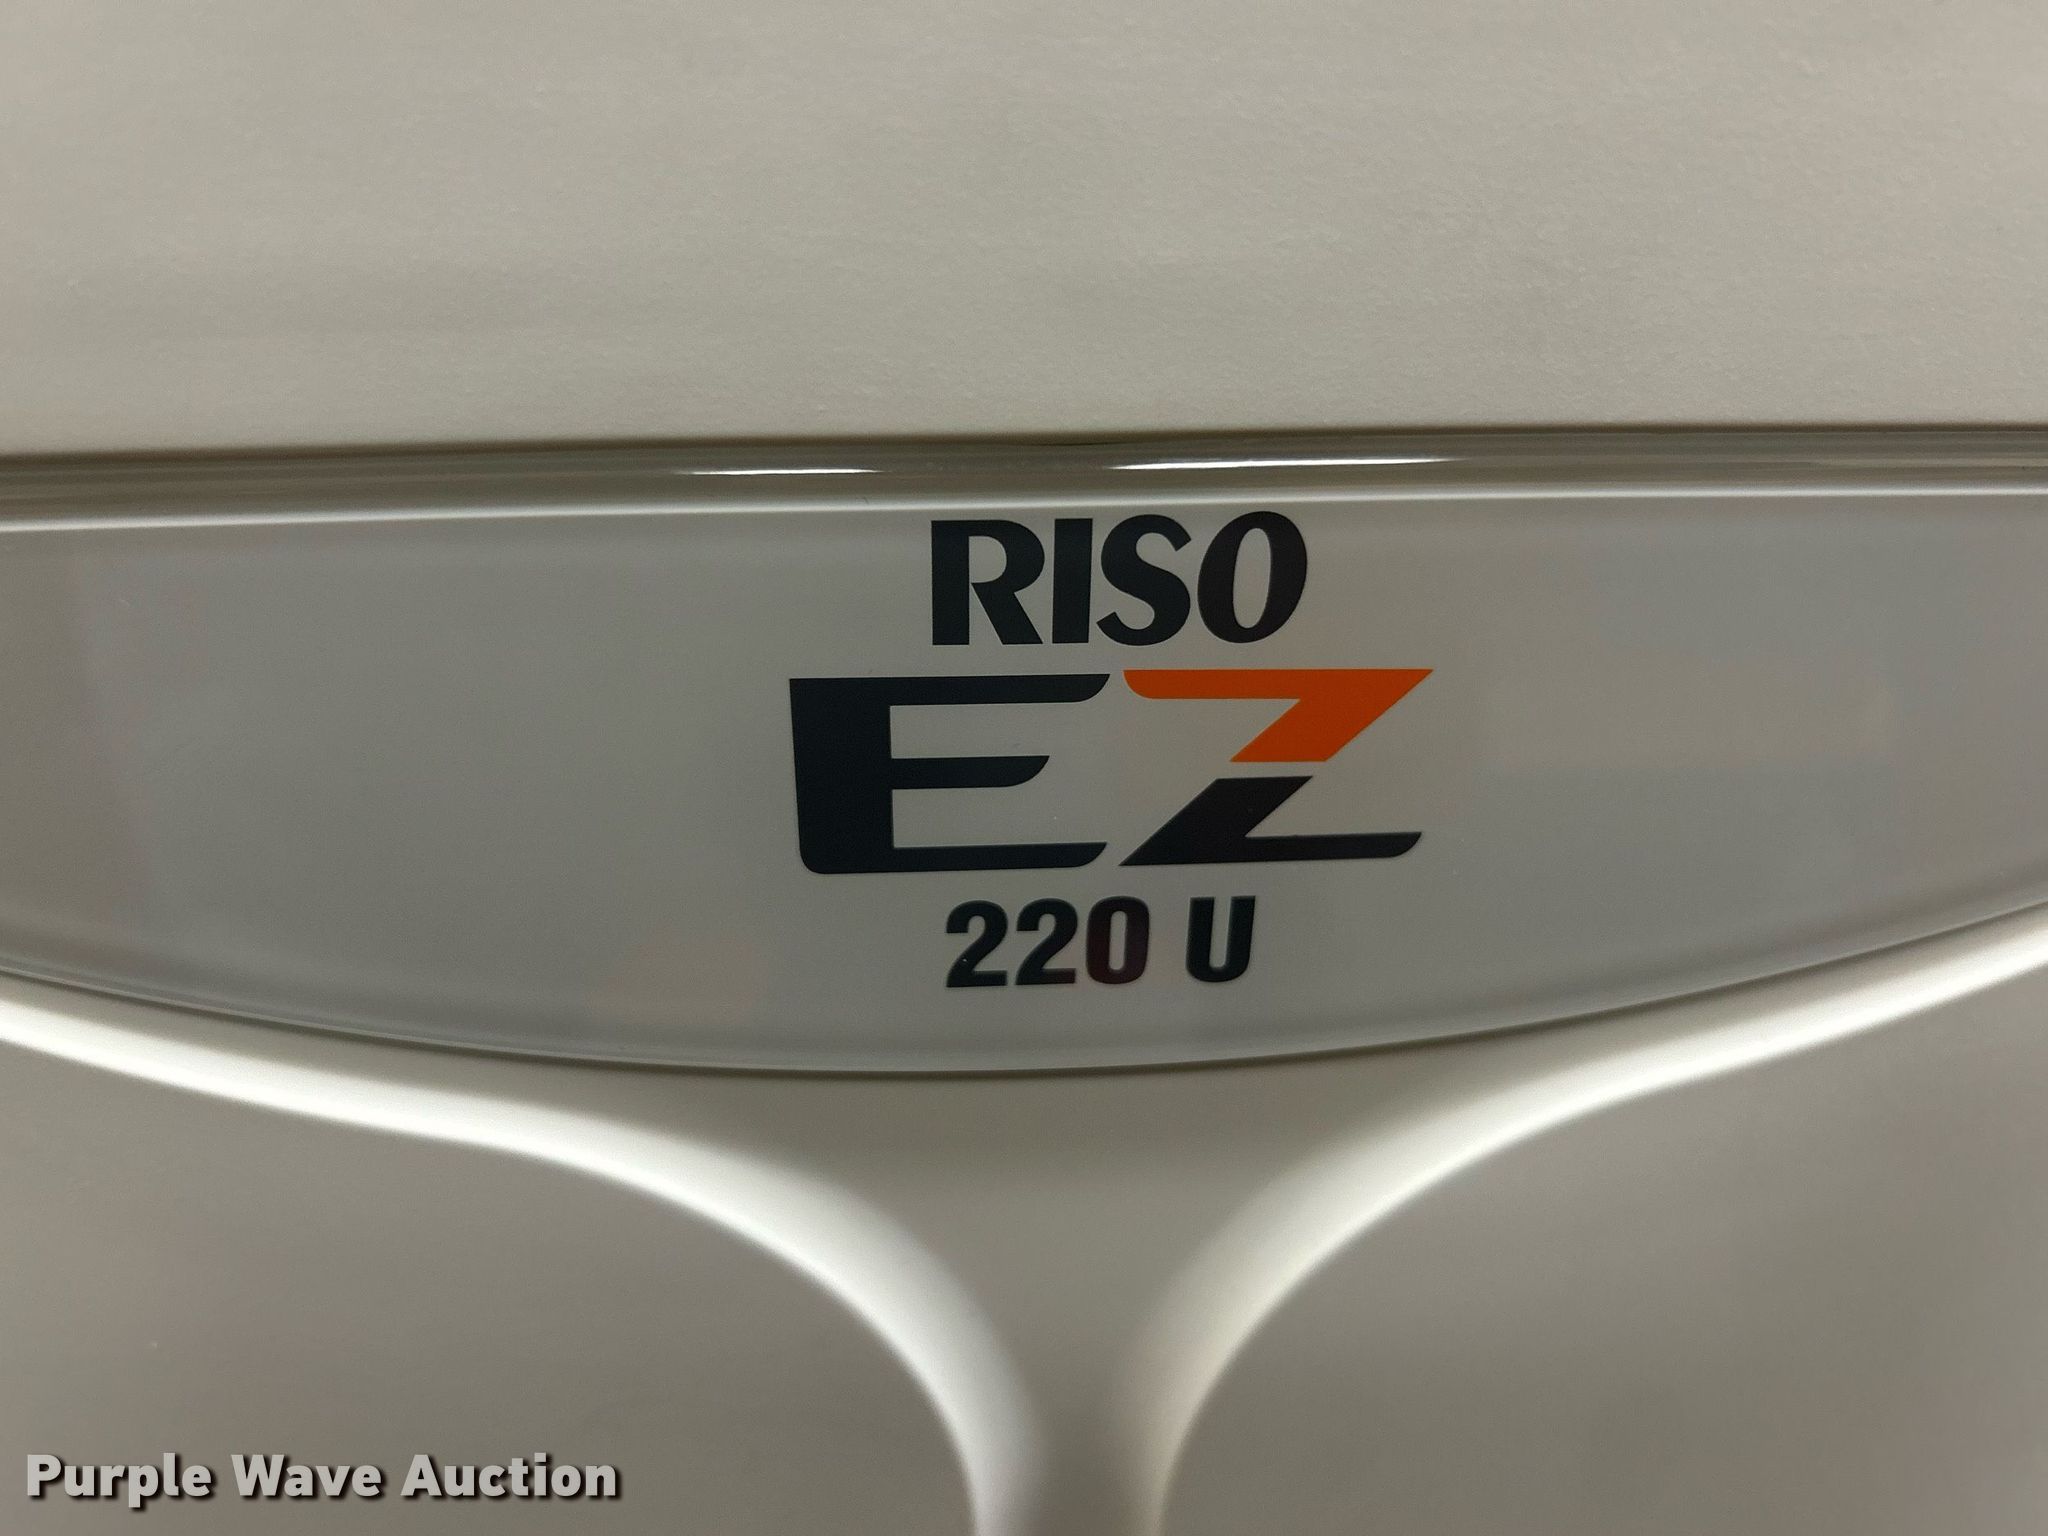 RISO
EZ
220 U
Purple Wave Auction